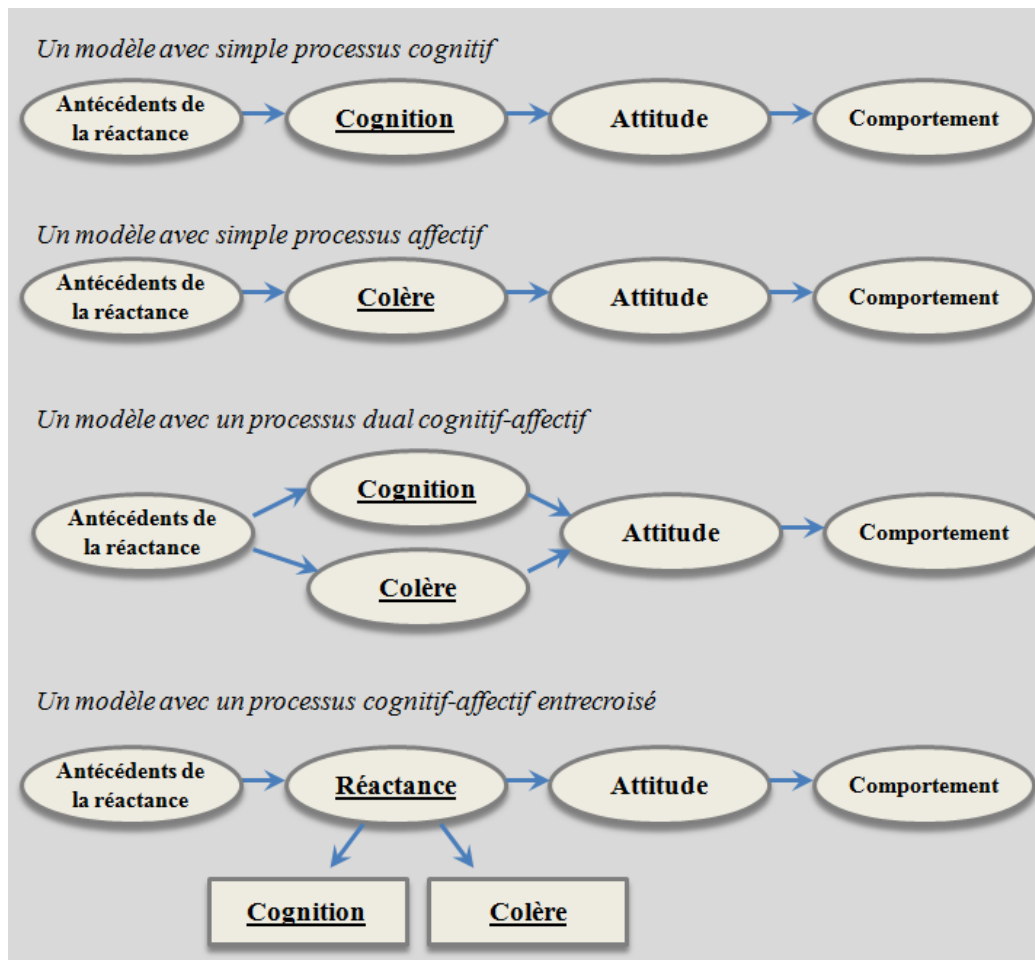 Un modèle avec simple processus cognitif
Antécédents de
la réactance
Cognition
Attitude
Comportement
Un modèle avec simple processus affectif
Antécédents de
la réactance
Colère
Attitude
Comportement
Un modèle avec un processus dual cognitif-affectif
Cognition
Antécédents de
la réactance
Attitude
Comportement
Colère
Un modèle avec un processus cognitif-affectif entrecroisé
Antécédents de
la réactance
Réactance
Attitude
Comportement
Cognition
Colère